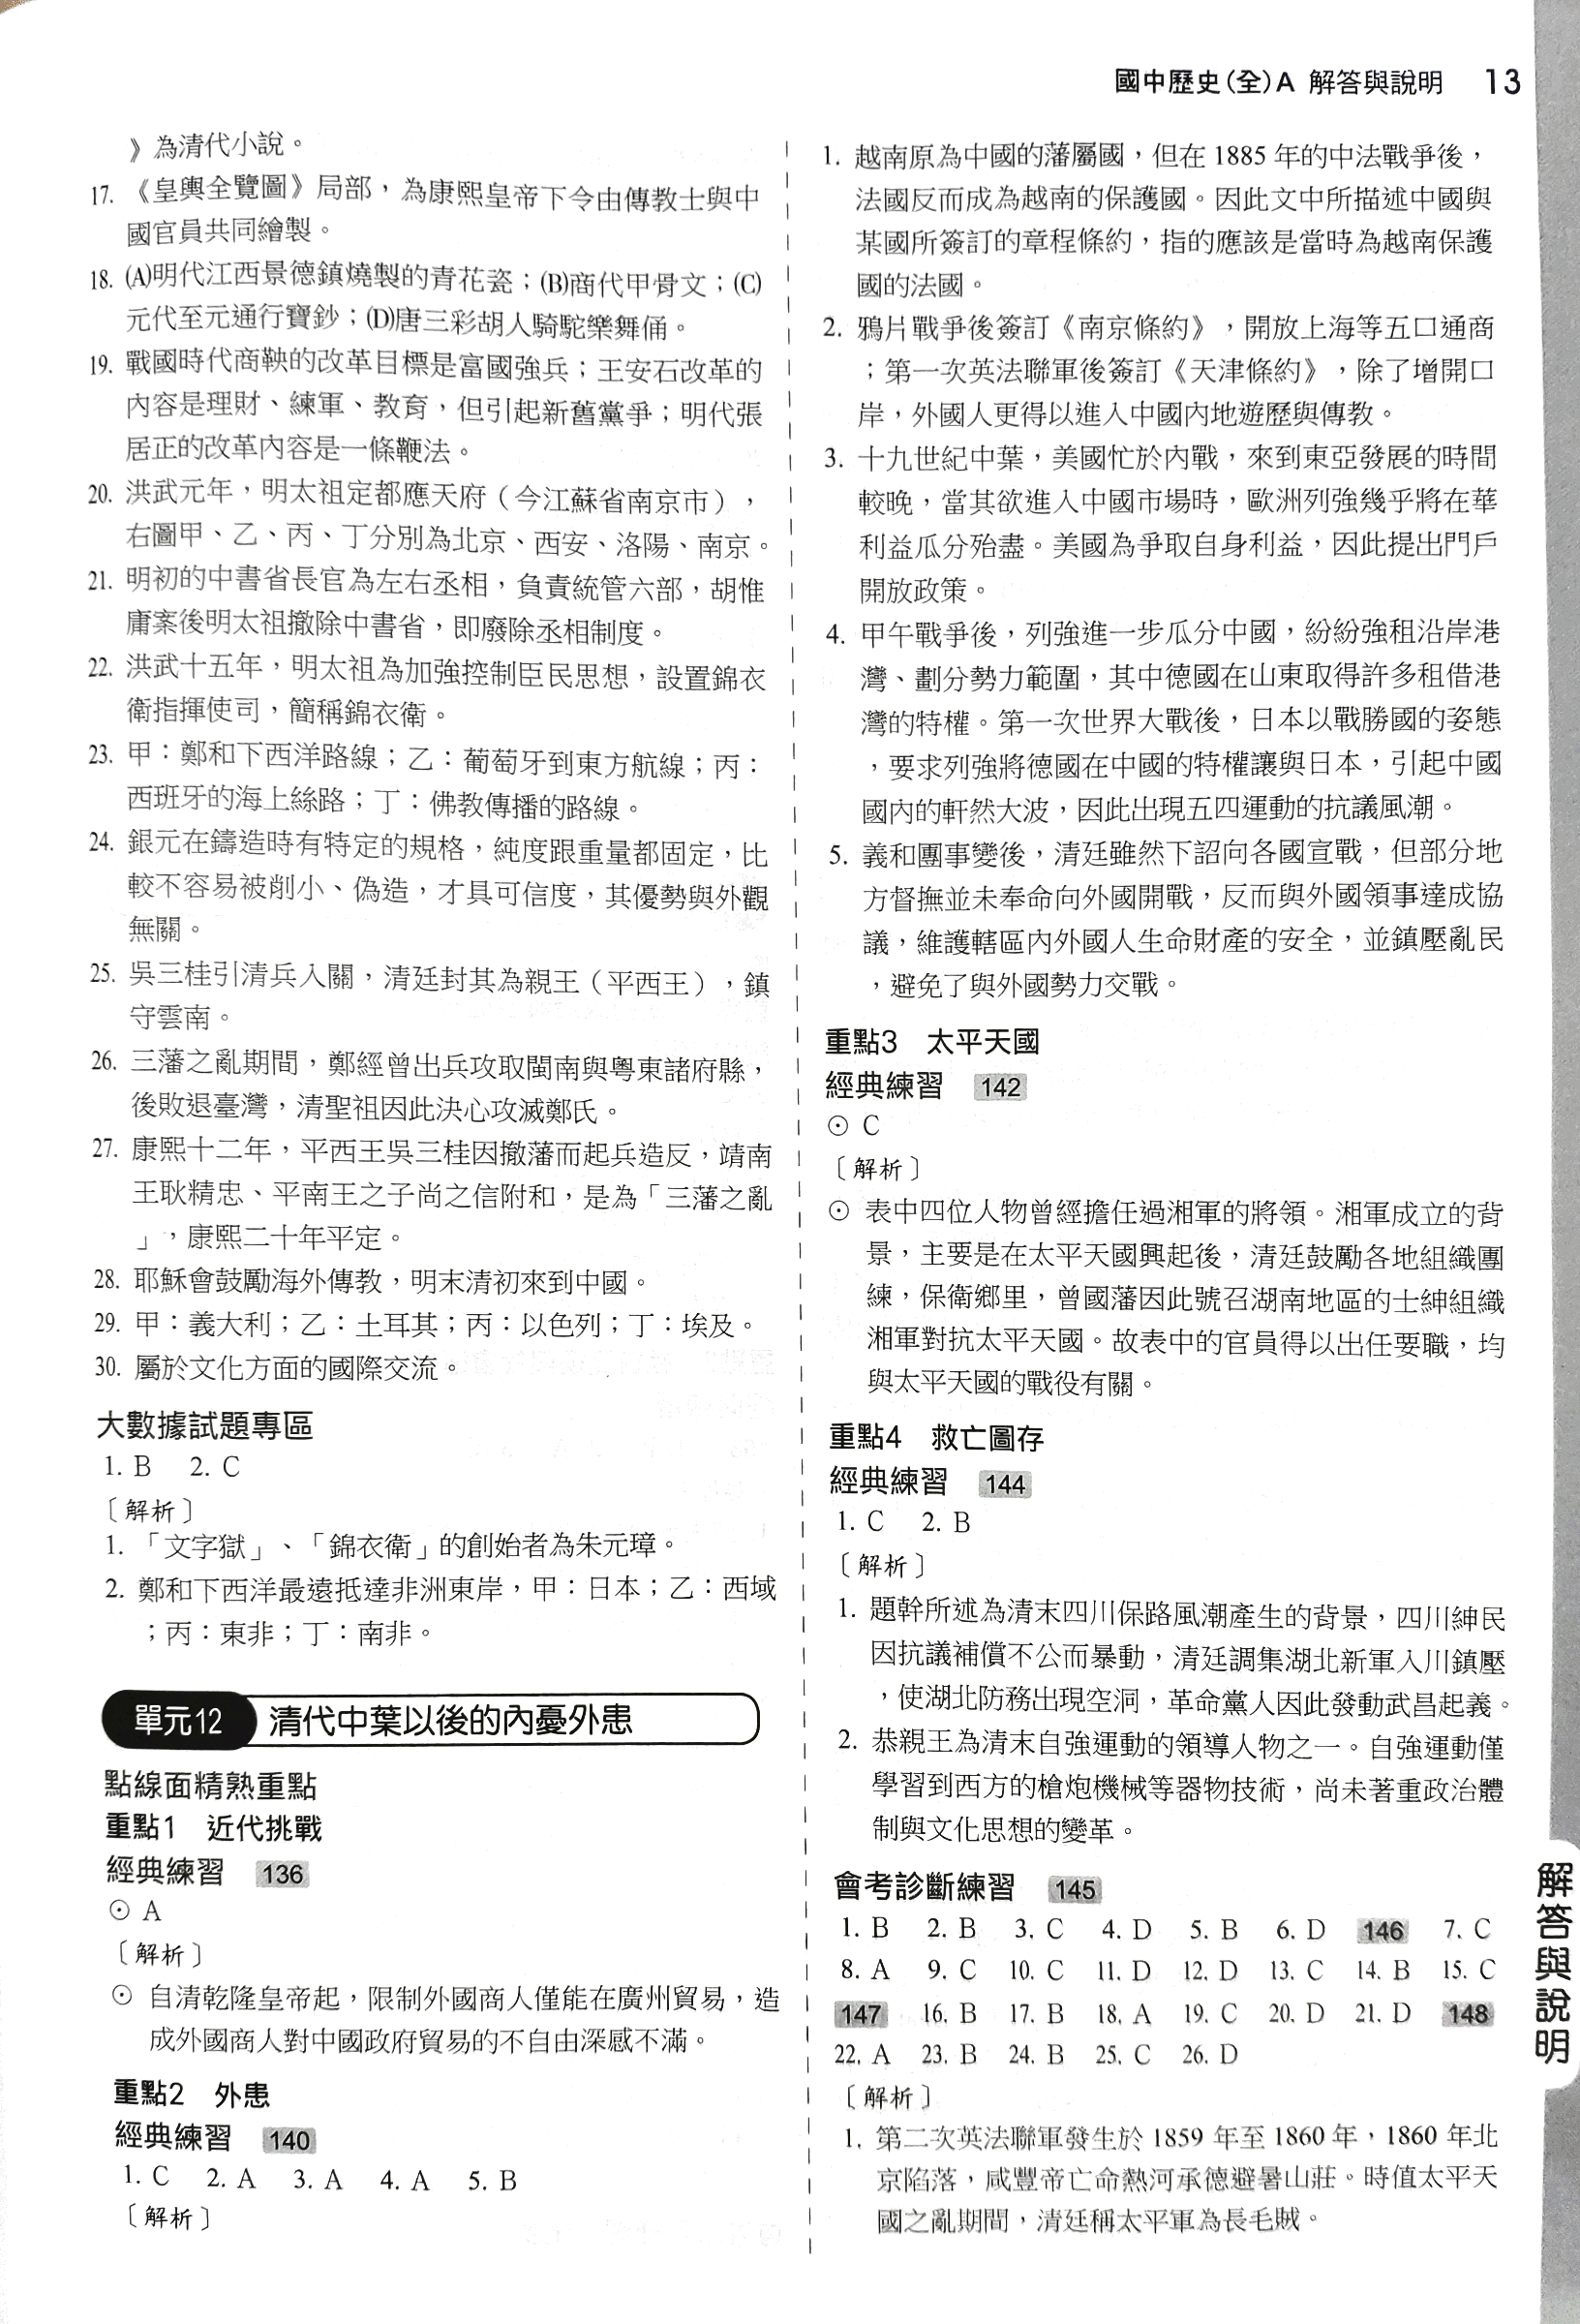 國中歷史(全)A 解答與說明 13
》為清代小說。
17. 《皇輿全覽圖》局部，為康熙皇帝下令由傳教士與中
國官員共同繪製。
18. (A)明代江西景德鎮燒製的青花瓷；(B)商代甲骨文；(C)
元代至元通行寶鈔；(D)唐三彩胡人騎駝樂舞俑。
19. 戰國時代商鞅的改革目標是富國強兵；王安石改革的
內容是理財、練軍、教育，但引起新舊黨爭；明代張
居正的改革內容是一條鞭法。
20. 洪武元年，明太祖定都應天府（今江蘇省南京市），
右圖甲、乙、丙、丁分別為北京、西安、洛陽、南京。
21. 明初的中書省長官為左右丞相，負責統管六部，胡惟
庸案後明太祖撤除中書省，即廢除丞相制度。
22. 洪武十五年，明太祖為加強控制臣民思想，設置錦衣
衛指揮使司，簡稱錦衣衛。
23. 甲：鄭和下西洋路線；乙：葡萄牙到東方航線；丙：
西班牙的海上絲路；丁：佛教傳播的路線。
24. 銀元在鑄造時有特定的規格，純度跟重量都固定，比
較不容易被削小、偽造，才具可信度，其優勢與外觀
無關。
25. 吳三桂引清兵入關，清廷封其為親王（平西王），鎮
守雲南。
26. 三藩之亂期間，鄭經曾出兵攻取閩南與粵東諸府縣，
後敗退臺灣，清聖祖因此決心攻滅鄭氏。
27. 康熙十二年，平西王吳三桂因撤藩而起兵造反，靖南
王耿精忠、平南王之子尚之信附和，是為「三藩之亂
」，康熙二十年平定。
28. 耶穌會鼓勵海外傳教，明末清初來到中國。
29. 甲：義大利；乙：土耳其；丙：以色列；丁：埃及。
30. 屬於文化方面的國際交流。
大數據試題專區
1. B 2. C
〔解析〕
1. 「文字獄」、「錦衣衛」的創始者為朱元璋。
2. 鄭和下西洋最遠抵達非洲東岸，甲：日本；乙：西域
；丙：東非；丁：南非。
單元12 清代中葉以後的內憂外患
點線面精熟重點
重點1 近代挑戰
經典練習 136
⊙ A
〔解析〕
⊙ 自清乾隆皇帝起，限制外國商人僅能在廣州貿易，造
成外國商人對中國政府貿易的不自由深感不滿。
重點2 外患
經典練習 140
1. C 2. A 3. A 4. A 5. B
〔解析〕
1. 越南原為中國的藩屬國，但在 1885 年的中法戰爭後，
法國反而成為越南的保護國。因此文中所描述中國與
某國所簽訂的章程條約，指的應該是當時為越南保護
國的法國。
2. 鴉片戰爭後簽訂《南京條約》，開放上海等五口通商
；第一次英法聯軍後簽訂《天津條約》，除了增開口
岸，外國人更得以進入中國內地遊歷與傳教。
3. 十九世紀中葉，美國忙於內戰，來到東亞發展的時間
較晚，當其欲進入中國市場時，歐洲列強幾乎將在華
利益瓜分殆盡。美國為爭取自身利益，因此提出門戶
開放政策。
4. 甲午戰爭後，列強進一步瓜分中國，紛紛強租沿岸港
灣、劃分勢力範圍，其中德國在山東取得許多租借港
灣的特權。第一次世界大戰後，日本以戰勝國的姿態
，要求列強將德國在中國的特權讓與日本，引起中國
國內的軒然大波，因此出現五四運動的抗議風潮。
5. 義和團事變後，清廷雖然下詔向各國宣戰，但部分地
方督撫並未奉命向外國開戰，反而與外國領事達成協
議，維護轄區內外國人生命財產的安全，並鎮壓亂民
，避免了與外國勢力交戰。
重點3 太平天國
經典練習 142
⊙ C
〔解析〕
⊙ 表中四位人物曾經擔任過湘軍的將領。湘軍成立的背
景，主要是在太平天國興起後，清廷鼓勵各地組織團
練，保衛鄉里，曾國藩因此號召湖南地區的士紳組織
湘軍對抗太平天國。故表中的官員得以出任要職，均
與太平天國的戰役有關。
重點4 救亡圖存
經典練習 144
1. C 2. B
〔解析〕
1. 題幹所述為清末四川保路風潮產生的背景，四川紳民
因抗議補償不公而暴動，清廷調集湖北新軍入川鎮壓
，使湖北防務出現空洞，革命黨人因此發動武昌起義。
2. 恭親王為清末自強運動的領導人物之一。自強運動僅
學習到西方的槍炮機械等器物技術，尚未著重政治體
制與文化思想的變革。
會考診斷練習 145
1. B 2. B 3. C 4. D 5. B 6. D 146 7. C
8. A 9. C 10. C 11. D 12. D 13. C 14. B 15. C
147 16. B 17. B 18. A 19. C 20. D 21. D 148
22. A 23. B 24. B 25. C 26. D
〔解析〕
1. 第二次英法聯軍發生於 1859 年至 1860 年，1860 年北
京陷落，咸豐帝亡命熱河承德避暑山莊。時值太平天
國之亂期間，清廷稱太平軍為長毛賊。
解答與說明